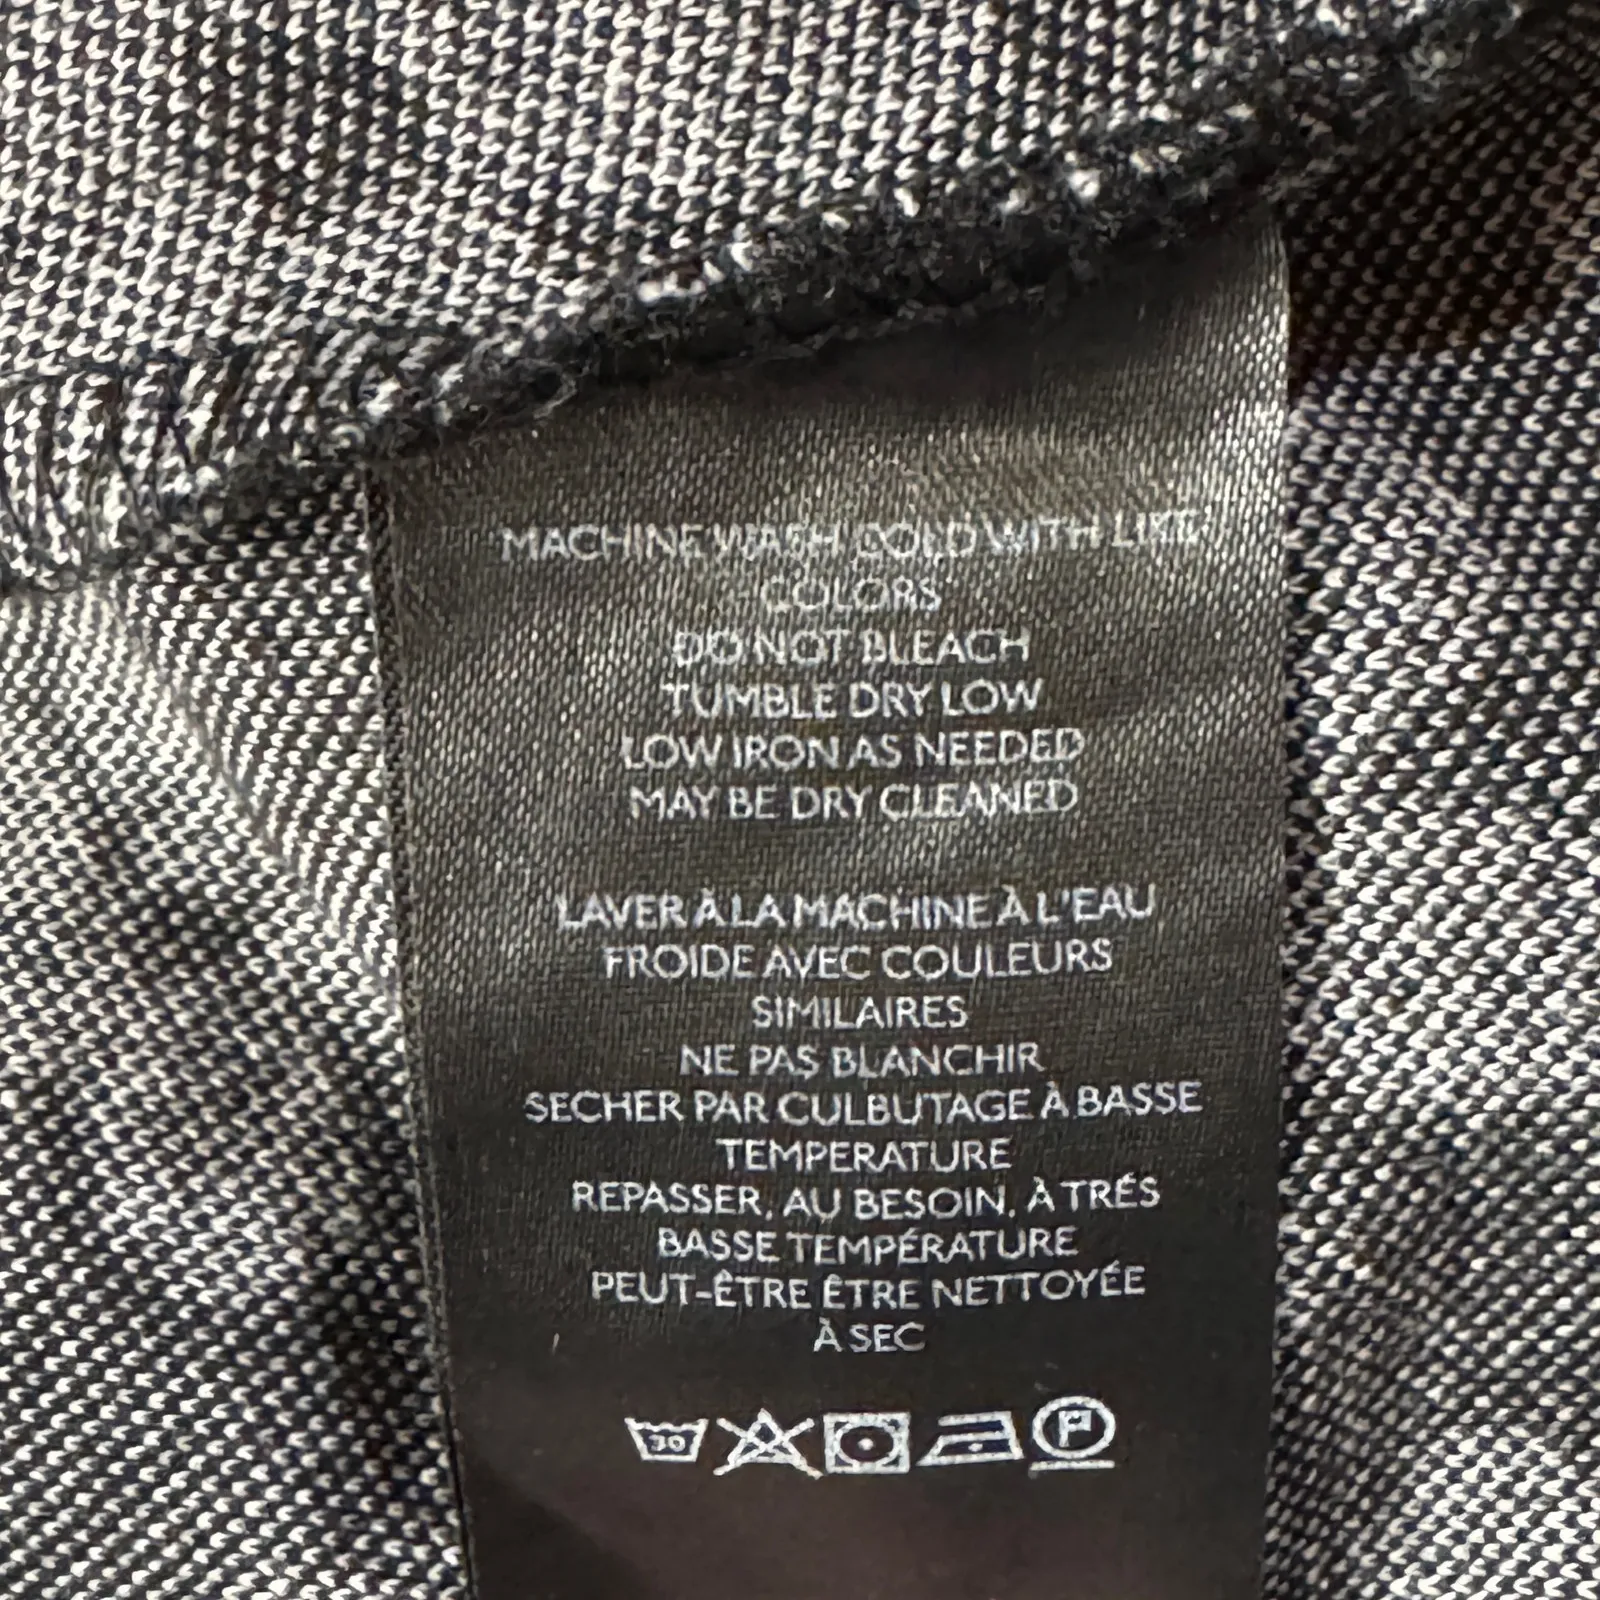 MACHINE WASH COLD WITH LIKE
COLORS
DO NOT BLEACH
TUMBLE DRY LOW
LOW IRON AS NEEDED
MAY BE DRY CLEANED
LAVER À LA MACHINE À L'EAU
FROIDE AVEC COULEURS
SIMILAIRES
NE PAS BLANCHIR
SECHER PAR CULBUTAGE À BASSE
TEMPERATURE
REPASSER, AU BESOIN, À TRÉS
BASSE TEMPÉRATURE
PEUT-ÊTRE ÊTRE NETTOYÉE
À SEC
30 P